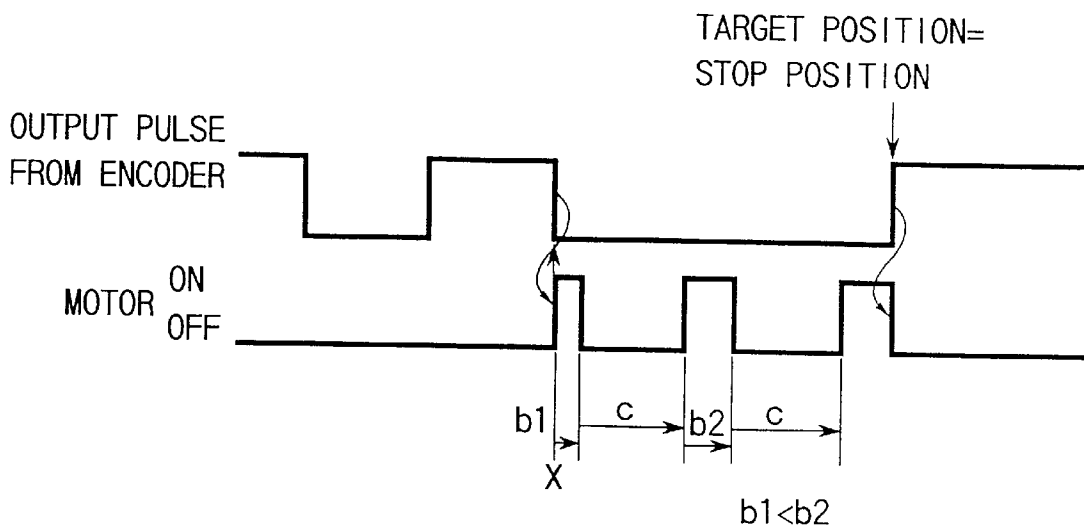 TARGET POSITION=
STOP POSITION
OUTPUT PULSE
FROM ENCODER
MOTOR ON
OFF
b1 c b2 c
X
b1<b2